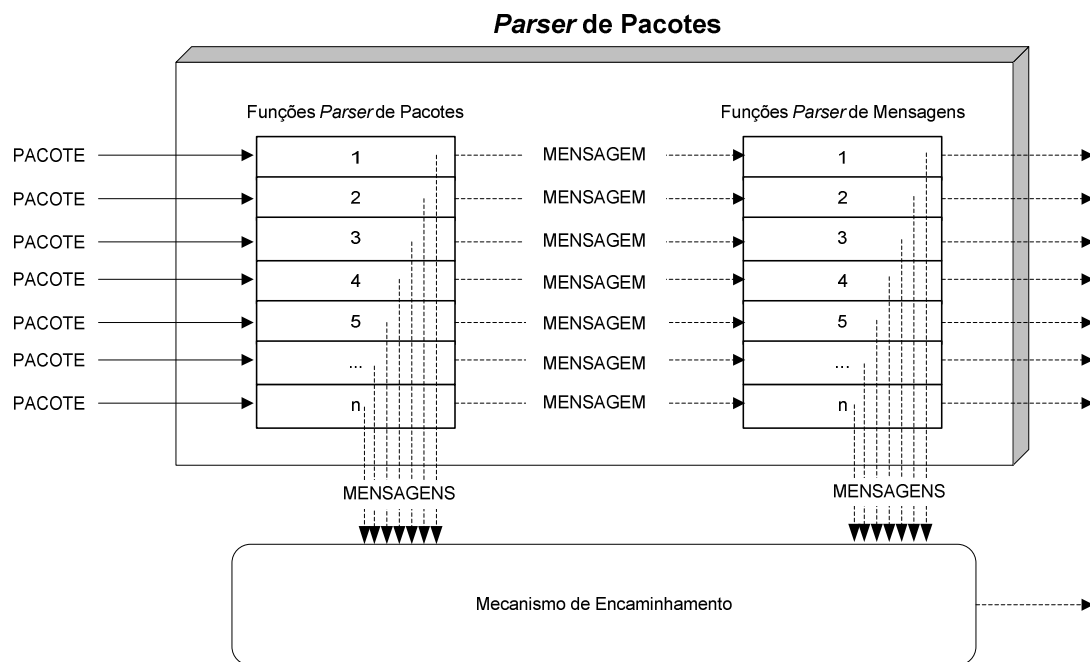 Parser de Pacotes
Funções Parser de Pacotes
Funções Parser de Mensagens
PACOTE 1 MENSAGEM 1
PACOTE 2 MENSAGEM 2
PACOTE 3 MENSAGEM 3
PACOTE 4 MENSAGEM 4
PACOTE 5 MENSAGEM 5
PACOTE ... MENSAGEM ...
PACOTE n MENSAGEM n
MENSAGENS
MENSAGENS
Mecanismo de Encaminhamento